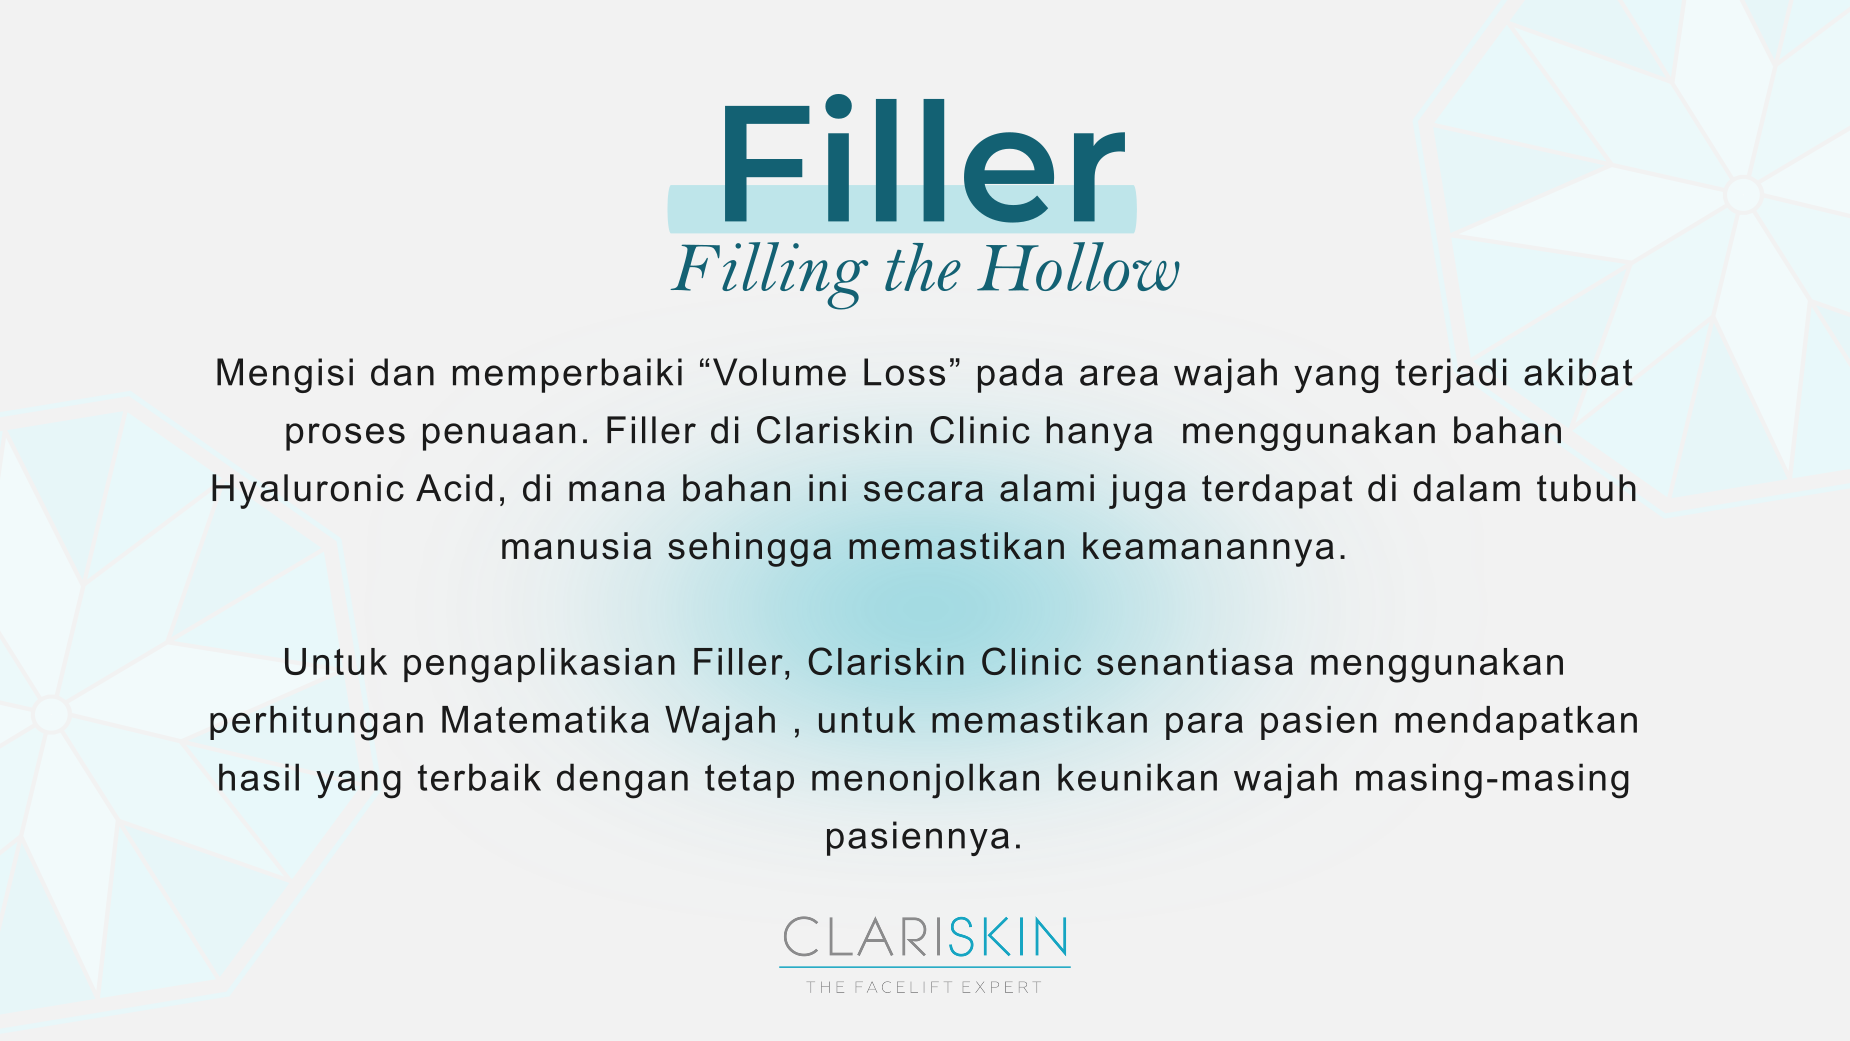 Filler
Filling the Hollow
Mengisi dan memperbaiki “Volume Loss” pada area wajah yang terjadi akibat
proses penuaan. Filler di Clariskin Clinic hanya  menggunakan bahan
Hyaluronic Acid, di mana bahan ini secara alami juga terdapat di dalam tubuh
manusia sehingga memastikan keamanannya.
Untuk pengaplikasian Filler, Clariskin Clinic senantiasa menggunakan
perhitungan Matematika Wajah , untuk memastikan para pasien mendapatkan
hasil yang terbaik dengan tetap menonjolkan keunikan wajah masing-masing
pasiennya.
CLARISKIN
THE FACELIFT EXPERT